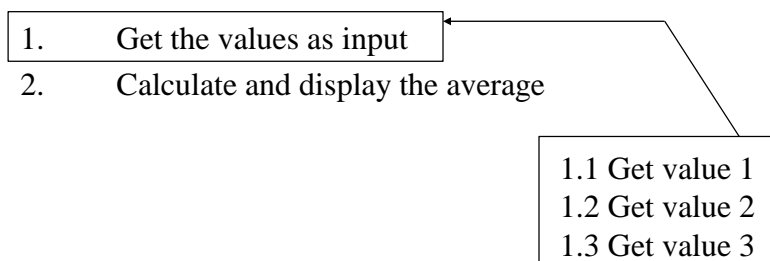 1. Get the values as input
2. Calculate and display the average
1.1 Get value 1
1.2 Get value 2
1.3 Get value 3